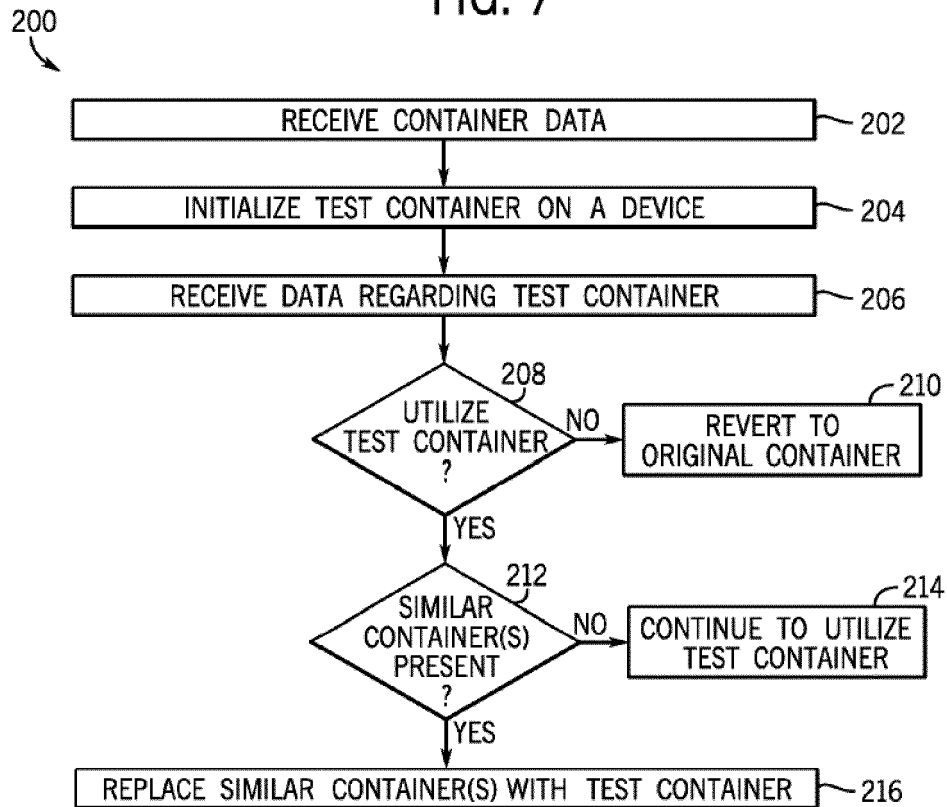 FIG. 7
200
RECEIVE CONTAINER DATA
202
INITIALIZE TEST CONTAINER ON A DEVICE
204
RECEIVE DATA REGARDING TEST CONTAINER
206
208
UTILIZE
TEST CONTAINER
?
NO
210
REVERT TO
ORIGINAL CONTAINER
YES
212
SIMILAR
CONTAINER(S)
PRESENT
?
NO
214
CONTINUE TO UTILIZE
TEST CONTAINER
YES
REPLACE SIMILAR CONTAINER(S) WITH TEST CONTAINER
216